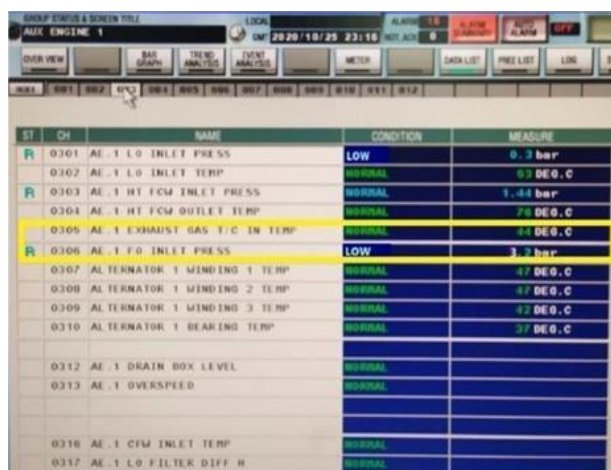 GROUP STATUS & SCREEN TITLE
AUX ENGINE 1
LOCAL
GMT 2020/10/25 23:16
ALARM 16
NOT ACK 0
ALARM SUMMARY
AUTO ALARM
OFF
OVER VIEW
BAR GRAPH
TREND ANALYSIS
EVENT ANALYSIS
METER
DATA LIST
FREE LIST
LOG
INDEX 001 002 003 004 005 006 007 008 009 010 011 012
ST CH NAME CONDITION MEASURE
R 0301 AE.1 LO INLET PRESS LOW 0.3 bar
0302 AE.1 LO INLET TEMP NORMAL 63 DEG.C
R 0303 AE.1 HT FCW INLET PRESS NORMAL 1.44 bar
0304 AE.1 HT FCW OUTLET TEMP NORMAL 76 DEG.C
0305 AE.1 EXHAUST GAS T/C IN TEMP NORMAL 44 DEG.C
R 0306 AE.1 FO INLET PRESS LOW 3.2 bar
0307 ALTERNATOR 1 WINDING 1 TEMP NORMAL 47 DEG.C
0308 ALTERNATOR 1 WINDING 2 TEMP NORMAL 47 DEG.C
0309 ALTERNATOR 1 WINDING 3 TEMP NORMAL 42 DEG.C
0310 ALTERNATOR 1 BEARING TEMP NORMAL 37 DEG.C
0312 AE.1 DRAIN BOX LEVEL NORMAL
0313 AE.1 OVERSPEED NORMAL
0316 AE.1 CFW INLET TEMP NORMAL
0317 AE.1 LO FILTER DIFF H NORMAL